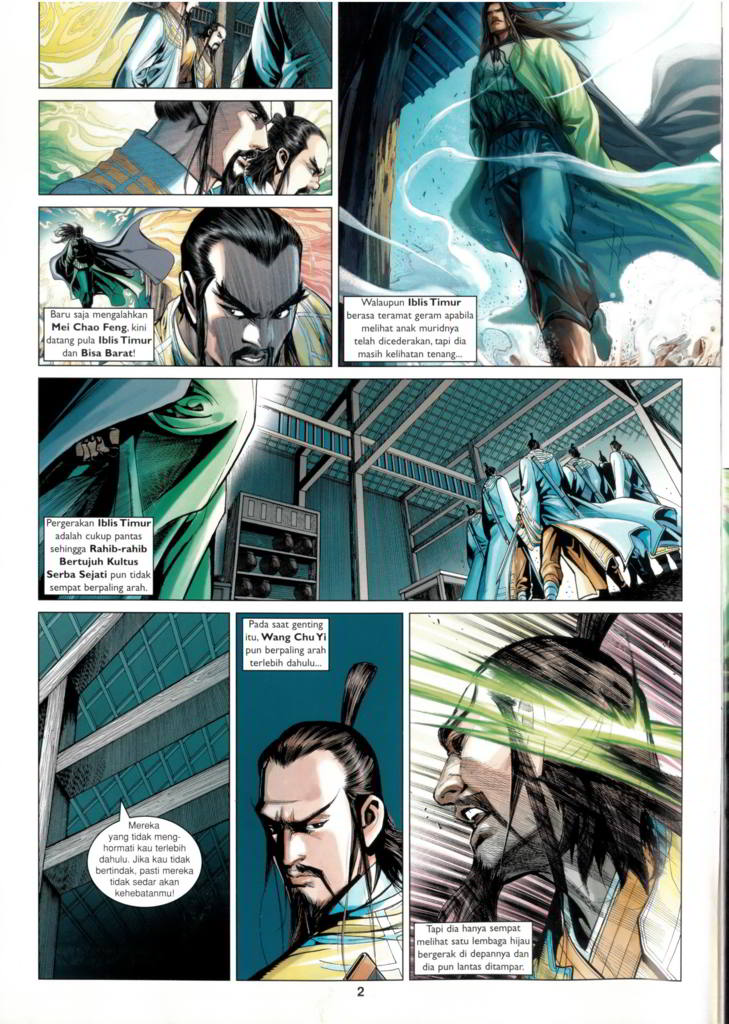 Baru saja mengalahkan
Mei Chao Feng, kini
datang pula Iblis Timur
dan Bisa Barat!
Walaupun Iblis Timur
berasa teramat geram apabila
melihat anak muridnya
telah dicederakan, tapi dia
masih kelihatan tenang...
Pergerakan Iblis Timur
adalah cukup pantas
sehingga Rahib-rahib
Bertujuh Kultus
Serba Sejati pun tidak
sempat berpaling arah.
Mereka
yang tidak meng-
hormati kau terlebih
dahulu. Jika kau tidak
bertindak, pasti mereka
tidak sedar akan
kehebatanmu!
Pada saat genting
itu, Wang Chu Yi
pun berpaling arah
terlebih dahulu...
Tapi dia hanya sempat
melihat satu lembaga hijau
bergerak di depannya dan
dia pun lantas ditampar.
2